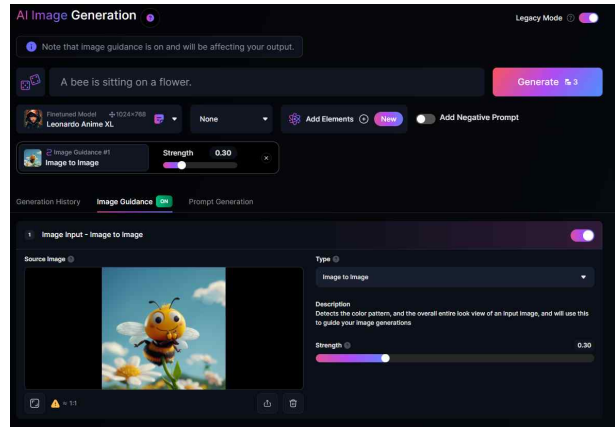 AI Image Generation ?
Legacy Mode ?
i Note that image guidance is on and will be affecting your output.
A bee is sitting on a flower.
Generate 3
Finetuned Model 1024×768
Leonardo Anime XL
None
Add Elements New
Add Negative Prompt
Image Guidance #1
Image to Image
Strength 0.30
×
Generation History Image Guidance ON Prompt Generation
1 Image Input - Image to Image
Source Image ?
Type ?
Image to Image
Description
Detects the color pattern, and the overall entire look view of an input image, and will use this
to guide your image generations
Strength ? 0.30
≈ 1:1